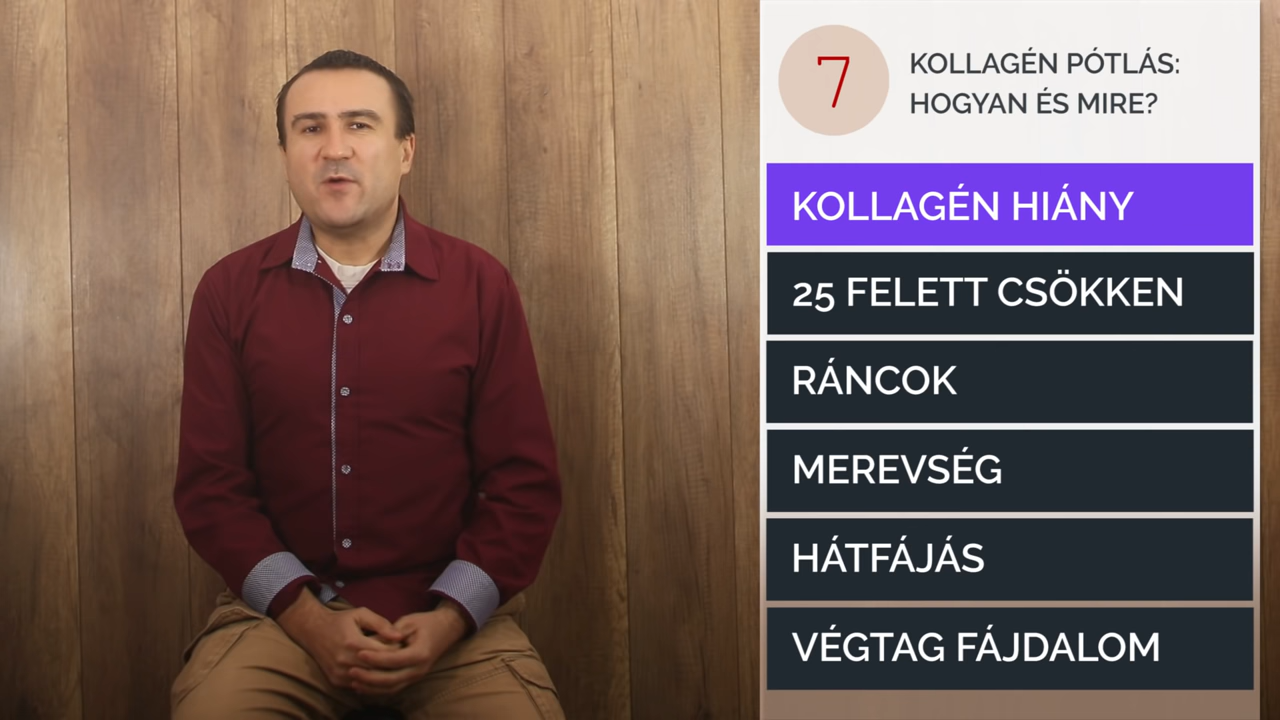 7
KOLLAGÉN PÓTLÁS:
HOGYAN ÉS MIRE?
KOLLAGÉN HIÁNY
25 FELETT CSÖKKEN
RÁNCOK
MEREVSÉG
HÁTFÁJÁS
VÉGTAG FÁJDALOM